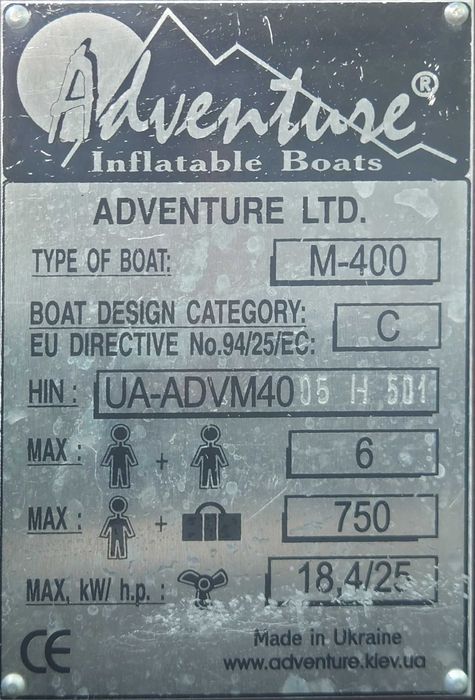 Adventure®
Inflatable Boats
ADVENTURE LTD.
TYPE OF BOAT: M-400
BOAT DESIGN CATEGORY:
EU DIRECTIVE No.94/25/EC: C
HIN : UA-ADVM40 05 H 501
MAX : + 6
MAX : + 750
MAX, kW/ h.p. : 18,4/25
CE
Made in Ukraine
www.adventure.kiev.ua